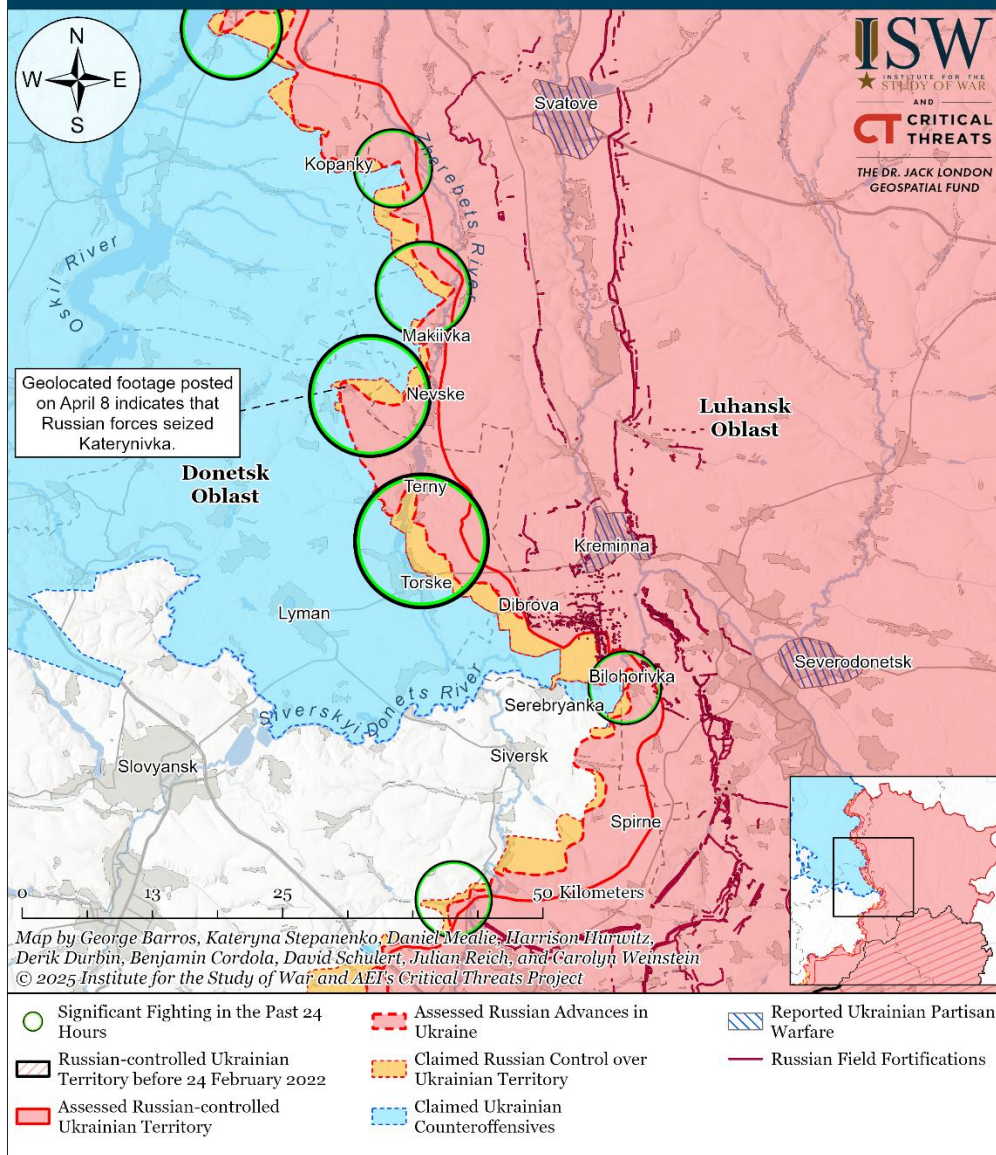 N
W E
S
ISW
INSTITUTE FOR THE
STUDY OF WAR
AND
CT CRITICAL
THREATS
THE DR. JACK LONDON
GEOSPATIAL FUND
Svatove
Kopanky
Zherebets River
Oskil River
Makiivka
Nevske
Geolocated footage posted
on April 8 indicates that
Russian forces seized
Katerynivka.
Luhansk
Oblast
Donetsk
Oblast
Terny
Kreminna
Torske
Dibrova
Lyman
Severodonetsk
Bilohorivka
Serebryanka
Siverskyi Donets River
Siversk
Slovyansk
Spirne
0 13 25 50 Kilometers
Map by George Barros, Kateryna Stepanenko, Daniel Mealie, Harrison Hurwitz,
Derik Durbin, Benjamin Cordola, David Schulert, Julian Reich, and Carolyn Weinstein
© 2025 Institute for the Study of War and AEI's Critical Threats Project
Significant Fighting in the Past 24
Hours
Russian-controlled Ukrainian
Territory before 24 February 2022
Assessed Russian-controlled
Ukrainian Territory
Assessed Russian Advances in
Ukraine
Claimed Russian Control over
Ukrainian Territory
Claimed Ukrainian
Counteroffensives
Reported Ukrainian Partisan
Warfare
Russian Field Fortifications